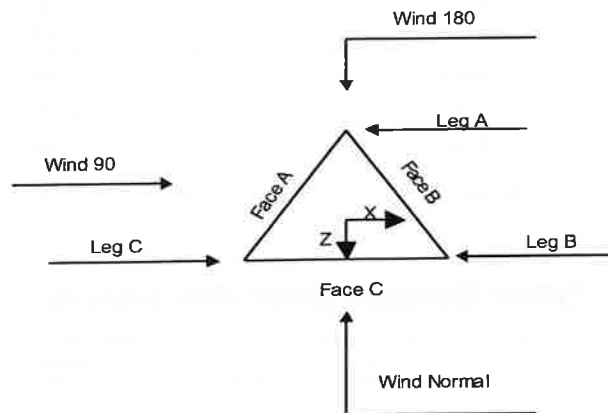 Wind 180
Leg A
Wind 90
Face A
Face B
X
Z
Leg C
Leg B
Face C
Wind Normal